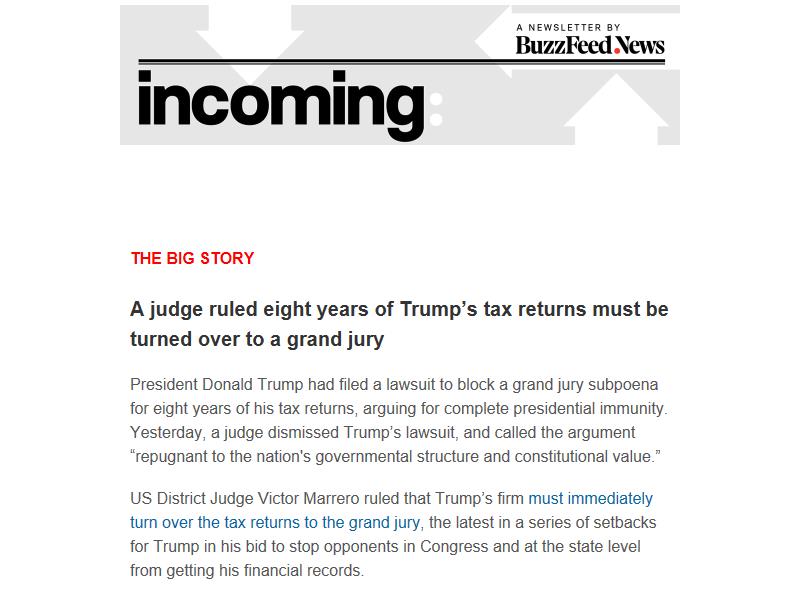 A NEWSLETTER BY
BuzzFeed.News
incoming:
THE BIG STORY
A judge ruled eight years of Trump’s tax returns must be
turned over to a grand jury
President Donald Trump had filed a lawsuit to block a grand jury subpoena
for eight years of his tax returns, arguing for complete presidential immunity.
Yesterday, a judge dismissed Trump’s lawsuit, and called the argument
“repugnant to the nation's governmental structure and constitutional value.”
US District Judge Victor Marrero ruled that Trump’s firm must immediately
turn over the tax returns to the grand jury, the latest in a series of setbacks
for Trump in his bid to stop opponents in Congress and at the state level
from getting his financial records.